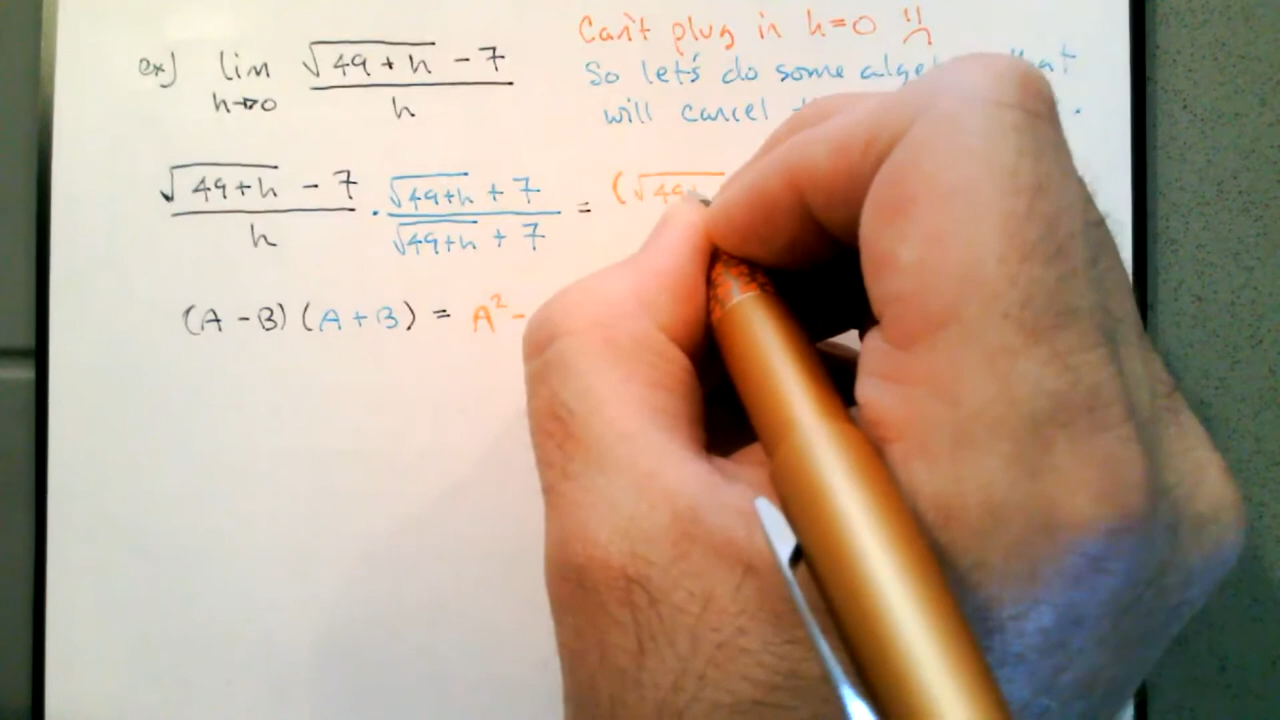 ex) lim h→0 (√(49+h) - 7)/h
Can't plug in h=0
So let's do some
will cancel
(√(49+h) - 7)/h · (√(49+h) + 7)/(√(49+h) + 7) = (√49
(A - B)(A + B) = A² -